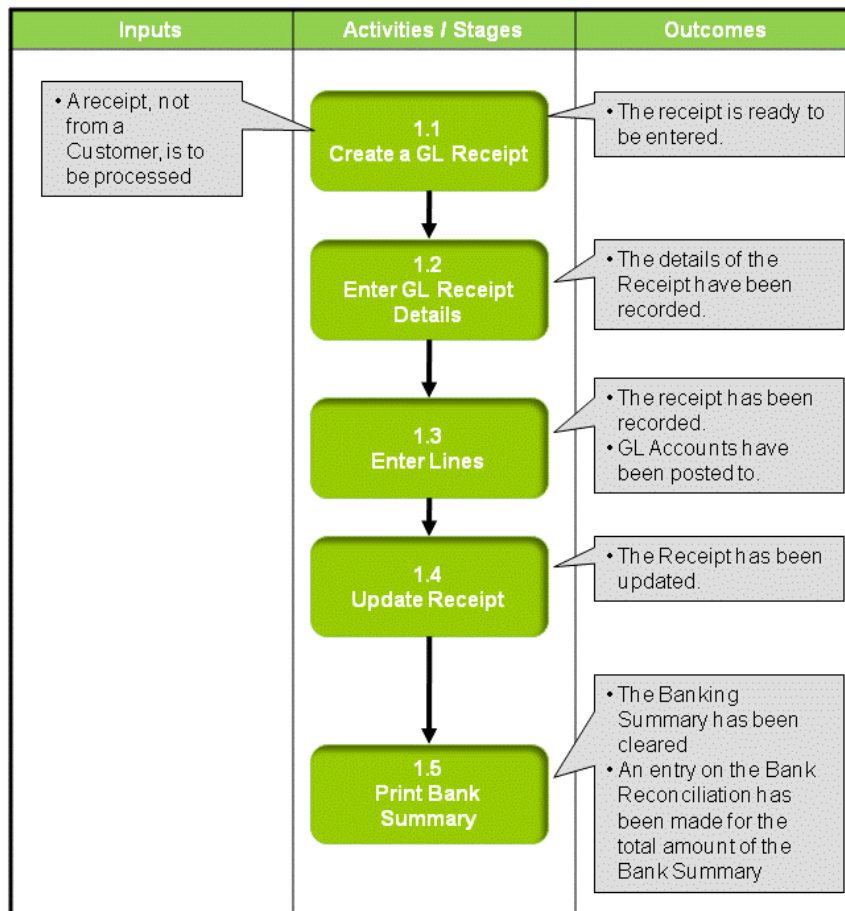 Inputs
Activities / Stages
Outcomes
• A receipt, not
from a
Customer, is to
be processed
1.1
Create a GL Receipt
• The receipt is ready to
be entered.
1.2
Enter GL Receipt
Details
• The details of the
Receipt have been
recorded.
1.3
Enter Lines
• The receipt has been
recorded.
• GL Accounts have
been posted to.
1.4
Update Receipt
• The Receipt has been
updated.
1.5
Print Bank
Summary
• The Banking
Summary has been
cleared
• An entry on the Bank
Reconciliation has
been made for the
total amount of the
Bank Summary